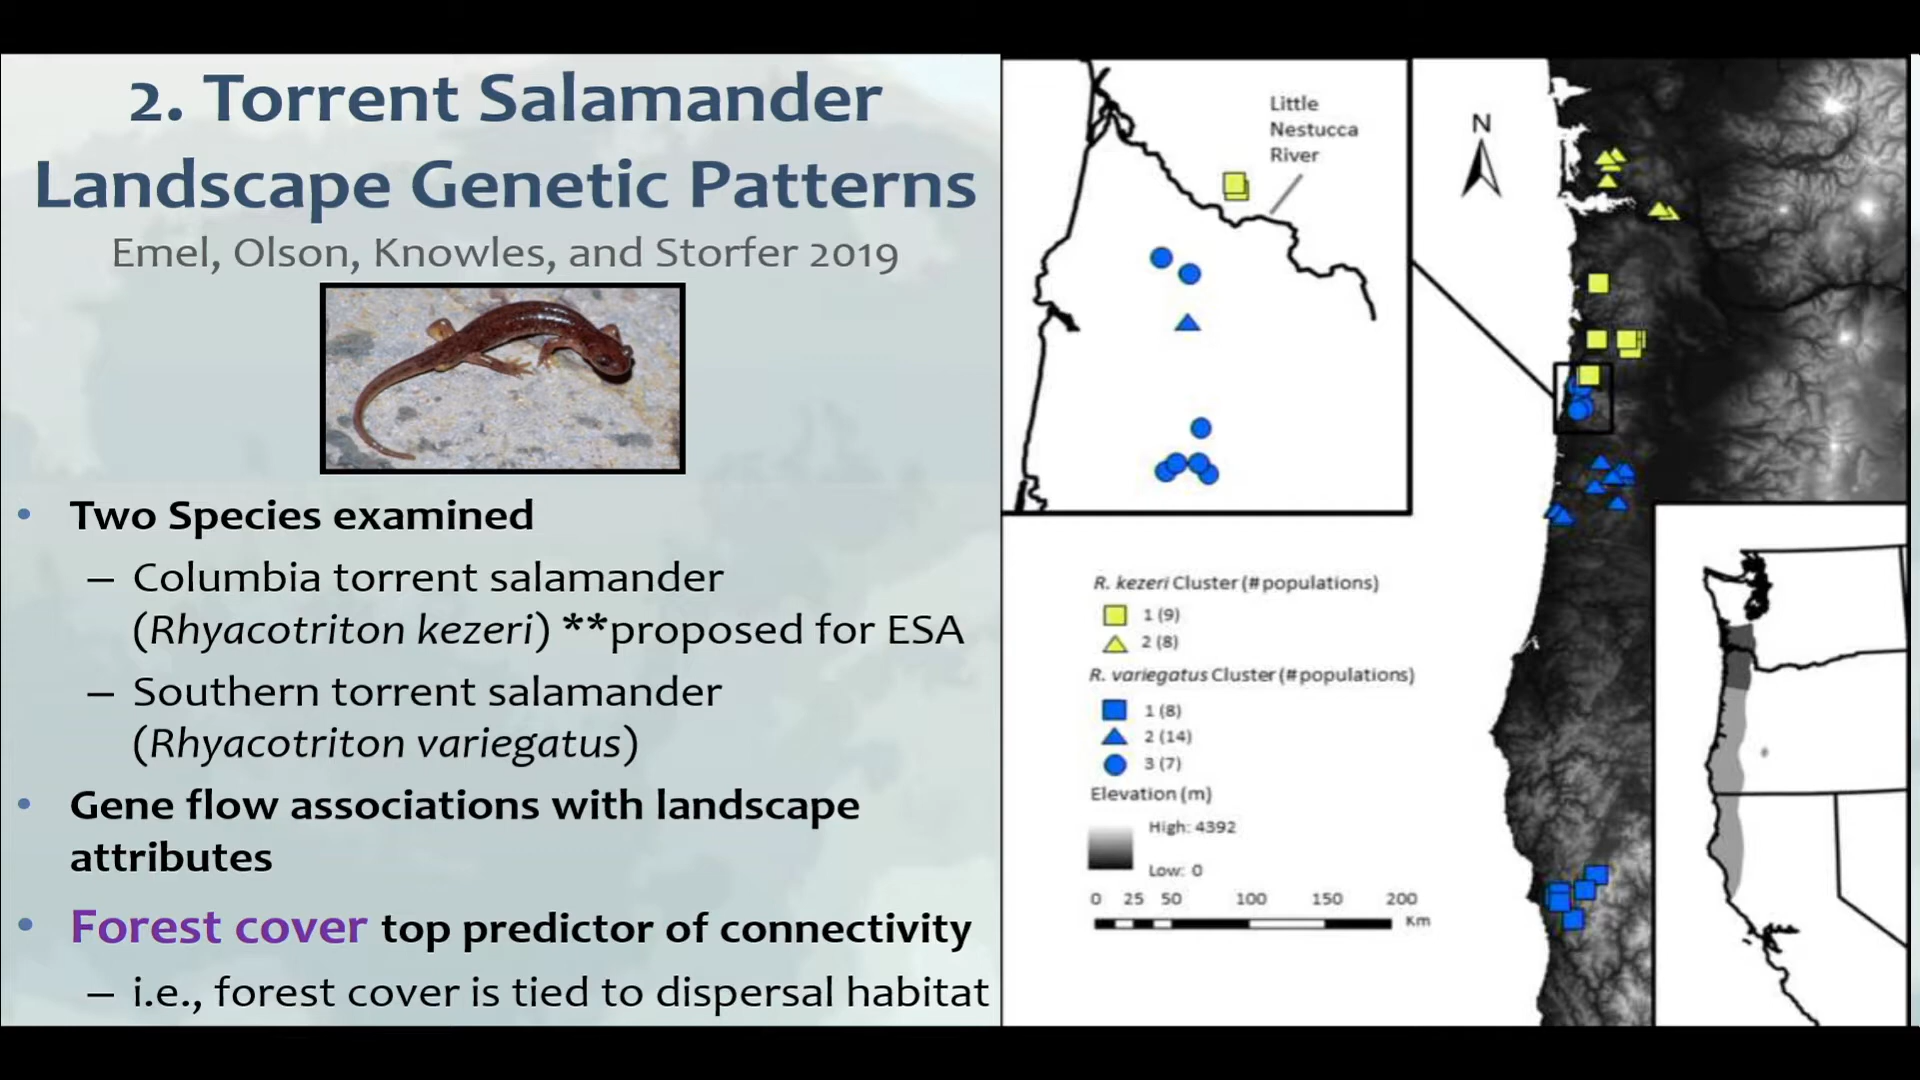 2. Torrent Salamander
Landscape Genetic Patterns
Emel, Olson, Knowles, and Storfer 2019
• Two Species examined
– Columbia torrent salamander
(Rhyacotriton kezeri) **proposed for ESA
– Southern torrent salamander
(Rhyacotriton variegatus)
• Gene flow associations with landscape
attributes
• Forest cover top predictor of connectivity
– i.e., forest cover is tied to dispersal habitat
Little
Nestucca
River
N
R. kezeri Cluster (# populations)
1 (9)
2 (8)
R. variegatus Cluster (# populations)
1 (8)
2 (14)
3 (7)
Elevation (m)
High: 4392
Low: 0
0 25 50 100 150 200
Km